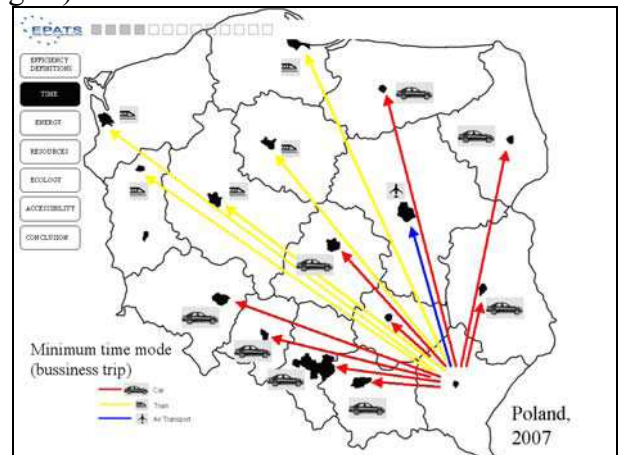 EPATS
EFFICIENCY
DEFINITIONS
TIME
ENERGY
RESOURCES
ECOLOGY
ACCESSIBILITY
CONCLUSION
Minimum time mode
(bussiness trip)
Car
Train
Air Transport
Poland,
2007